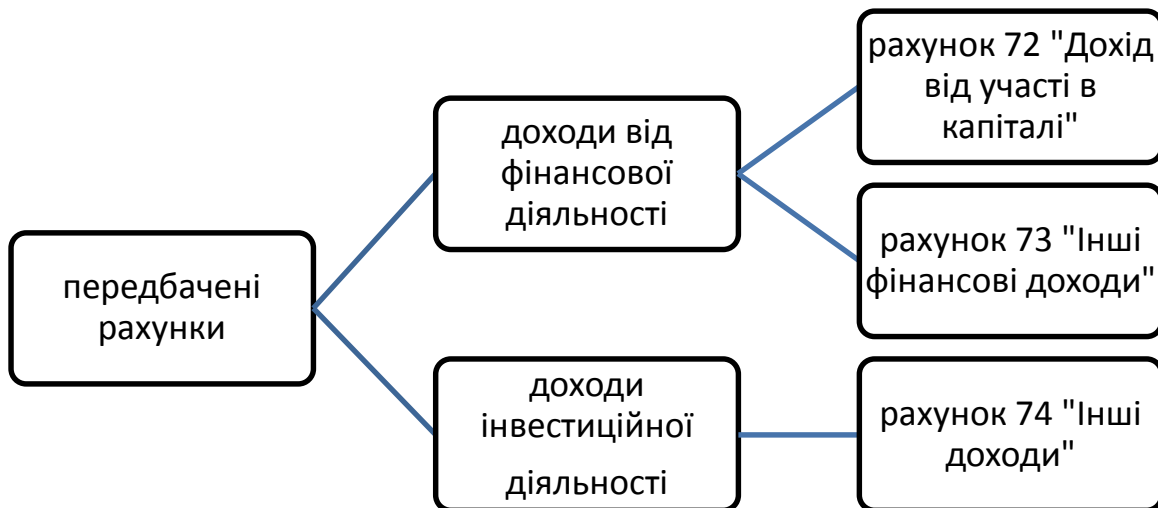 передбачені
рахунки
доходи від
фінансової
діяльності
рахунок 72 "Дохід
від участі в
капіталі"
рахунок 73 "Інші
фінансові доходи"
доходи
інвестиційної
діяльності
рахунок 74 "Інші
доходи"